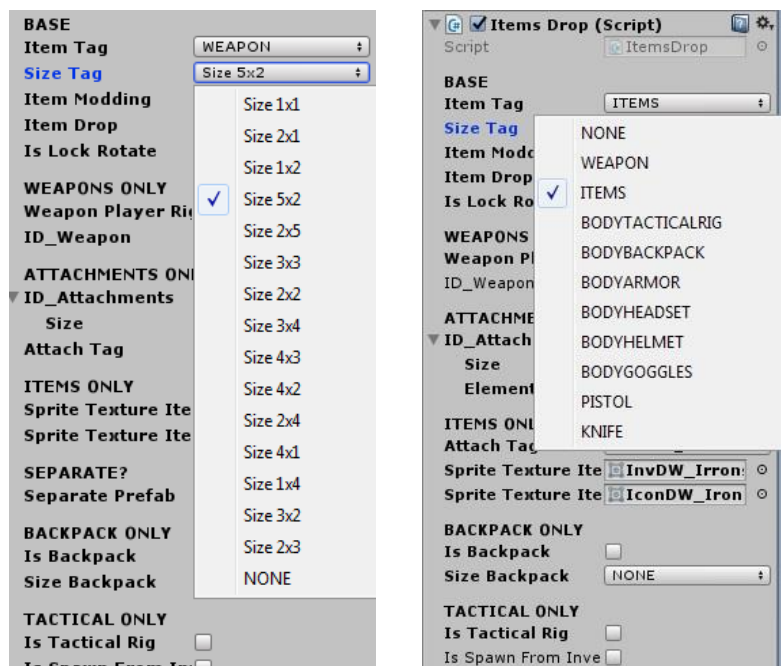 BASE
Item Tag WEAPON
Size Tag Size 5x2
Item Modding Size 1x1
Item Drop Size 2x1
Is Lock Rotate Size 1x2
WEAPONS ONLY Size 5x2
Weapon Player Rig
ID_Weapon Size 2x5
Size 3x3
ATTACHMENTS ONL
ID_Attachments Size 2x2
Size Size 3x4
Attach Tag Size 4x3
ITEMS ONLY Size 4x2
Sprite Texture Ite Size 2x4
Sprite Texture Ite Size 4x1
SEPARATE? Size 1x4
Separate Prefab
Size 3x2
BACKPACK ONLY Size 2x3
Is Backpack
Size Backpack NONE
TACTICAL ONLY
Is Tactical Rig
Items Drop (Script)
Script ItemsDrop
BASE
Item Tag ITEMS
Size Tag NONE
Item Modd WEAPON
Item Drop
Is Lock Ro ITEMS
BODYTACTICALRIG
WEAPONS BODYBACKPACK
Weapon Pl
ID_Weapon BODYARMOR
BODYHEADSET
ATTACHME
ID_Attach BODYHELMET
Size BODYGOGGLES
Element PISTOL
ITEMS ONL KNIFE
Attach Tag
Sprite Texture Ite InvDW_Irron:
Sprite Texture Ite IconDW_Iron
BACKPACK ONLY
Is Backpack
Size Backpack NONE
TACTICAL ONLY
Is Tactical Rig
Is Spawn From Inve